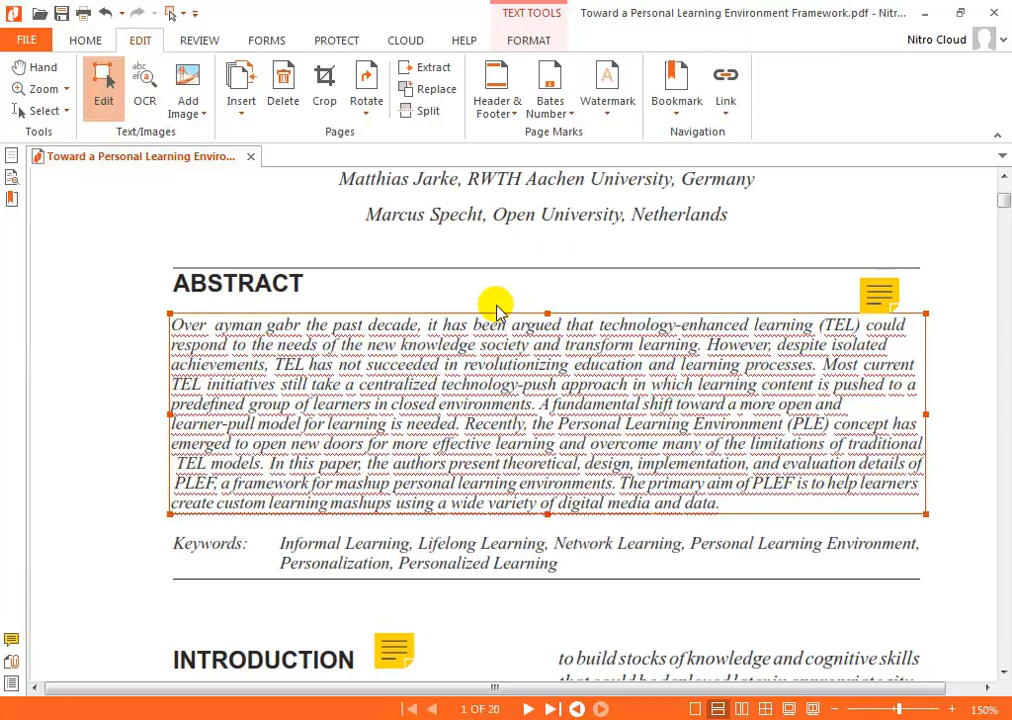 TEXT TOOLS
Toward a Personal Learning Environment Framework.pdf - Nitro...
FILE HOME EDIT REVIEW FORMS PROTECT CLOUD HELP FORMAT Nitro Cloud
Hand
Zoom
Select
Tools
Edit
OCR
Add Image
Text/Images
Insert
Delete
Crop
Rotate
Extract
Replace
Split
Pages
Header & Footer
Bates Number
Watermark
Page Marks
Bookmark
Link
Navigation
Toward a Personal Learning Enviro...
Matthias Jarke, RWTH Aachen University, Germany
Marcus Specht, Open University, Netherlands
ABSTRACT
Over ayman gabr the past decade, it has been argued that technology-enhanced learning (TEL) could
respond to the needs of the new knowledge society and transform learning. However, despite isolated
achievements, TEL has not succeeded in revolutionizing education and learning processes. Most current
TEL initiatives still take a centralized technology-push approach in which learning content is pushed to a
predefined group of learners in closed environments. A fundamental shift toward a more open and
learner-pull model for learning is needed. Recently, the Personal Learning Environment (PLE) concept has
emerged to open new doors for more effective learning and overcome many of the limitations of traditional
TEL models. In this paper, the authors present theoretical, design, implementation, and evaluation details of
PLEF, a framework for mashup personal learning environments. The primary aim of PLEF is to help learners
create custom learning mashups using a wide variety of digital media and data.
Keywords: Informal Learning, Lifelong Learning, Network Learning, Personal Learning Environment,
Personalization, Personalized Learning
INTRODUCTION
to build stocks of knowledge and cognitive skills
1 OF 20
150%